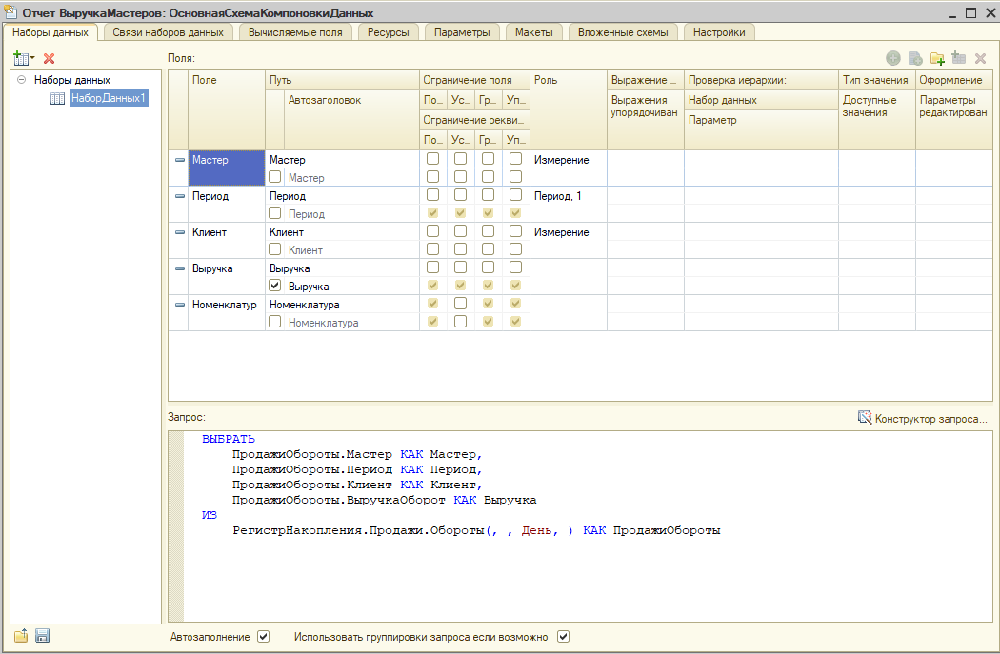 Отчет ВыручкаМастеров: ОсновнаяСхемаКомпоновкиДанных
Наборы данных Связи наборов данных Вычисляемые поля Ресурсы Параметры Макеты Вложенные схемы Настройки
Поля:
Наборы данных
НаборДанных1
Поле Путь Ограничение поля Роль Выражение ... Проверка иерархии: Тип значения Оформление
Автозаголовок По... Ус... Гр... Уп... Выражения упорядочиван Набор данных Доступные значения Параметры редактирован
Ограничение рекви... Параметр
По... Ус... Гр... Уп...
Мастер Мастер Измерение
Мастер
Период Период Период, 1
Период
Клиент Клиент Измерение
Клиент
Выручка Выручка
Выручка
Номенклатур Номенклатура
Номенклатура
Запрос: Конструктор запроса...
ВЫБРАТЬ
ПродажиОбороты.Мастер КАК Мастер,
ПродажиОбороты.Период КАК Период,
ПродажиОбороты.Клиент КАК Клиент,
ПродажиОбороты.ВыручкаОборот КАК Выручка
ИЗ
РегистрНакопления.Продажи.Обороты(, , День, ) КАК ПродажиОбороты
Автозаполнение Использовать группировки запроса если возможно